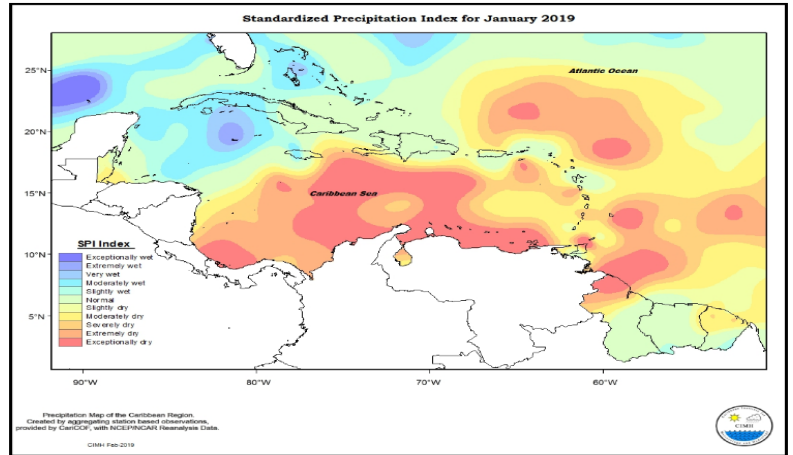 Standardized Precipitation Index for January 2019
25°N
20°N
15°N
10°N
5°N
Atlantic Ocean
Caribbean Sea
SPI Index
Exceptionally wet
Extremely wet
Very wet
Moderately wet
Slightly wet
Normal
Slightly dry
Moderately dry
Severely dry
Extremely dry
Exceptionally dry
90°W
80°W
70°W
60°W
Precipitation Map of the Caribbean Region.
Created by aggregating station based observations,
provided by CariCOF, with NCEP/NCAR Reanalysis Data.
CIMH Feb-2019
CIMH